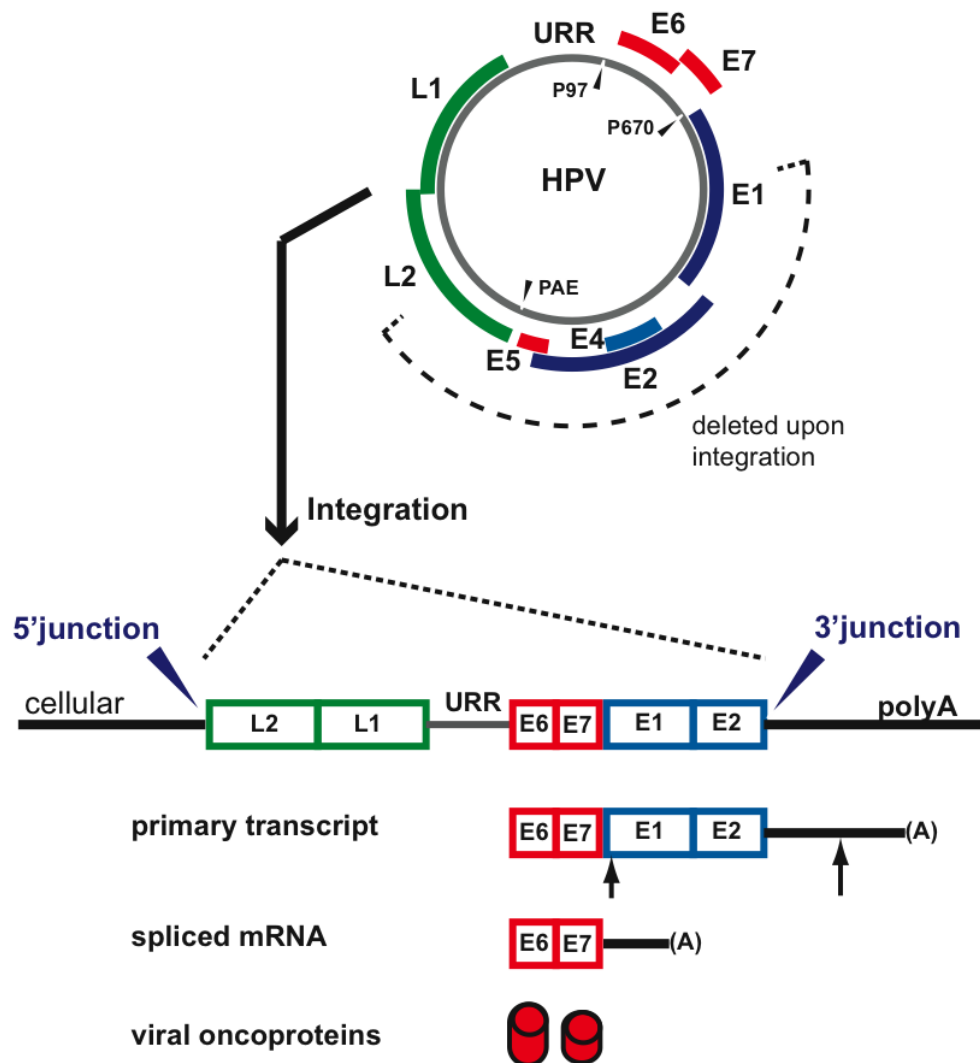 URR
E6
E7
L1
P97
P670
HPV
E1
L2
PAE
E4
E5
E2
deleted upon
integration
Integration
5'junction
3'junction
cellular
URR
polyA
L2
L1
E6
E7
E1
E2
primary transcript
E6
E7
E1
E2
(A)
spliced mRNA
E6
E7
(A)
viral oncoproteins